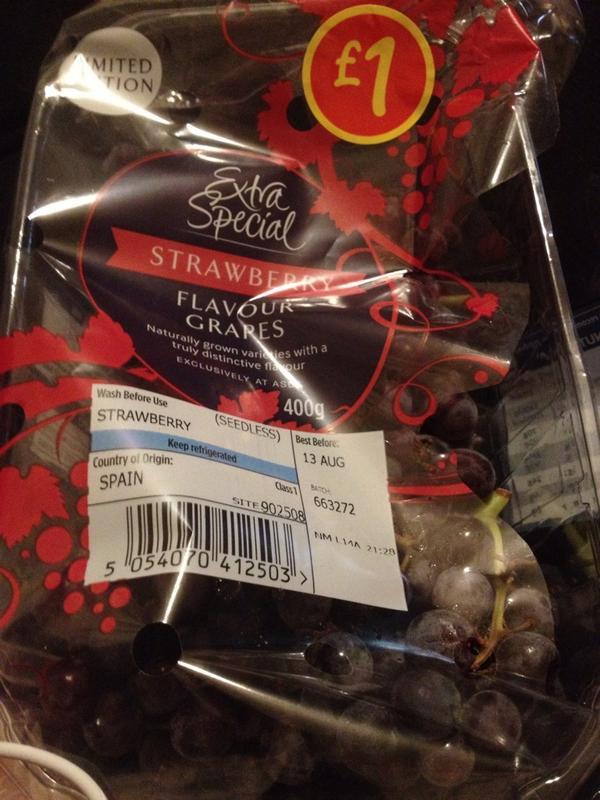 LIMITED
EDITION
£1
Extra
Special
STRAWBERRY
FLAVOUR
GRAPES
Naturally grown varieties with a
truly distinctive flavour
EXCLUSIVELY AT ASDA
400g
Wash Before Use
STRAWBERRY (SEEDLESS)
Keep refrigerated
Country of Origin:
SPAIN
Class 1
SITE 902508
Best Before:
13 AUG
BATCH:
663272
NM L14A 21:28
5 054070 412503 >